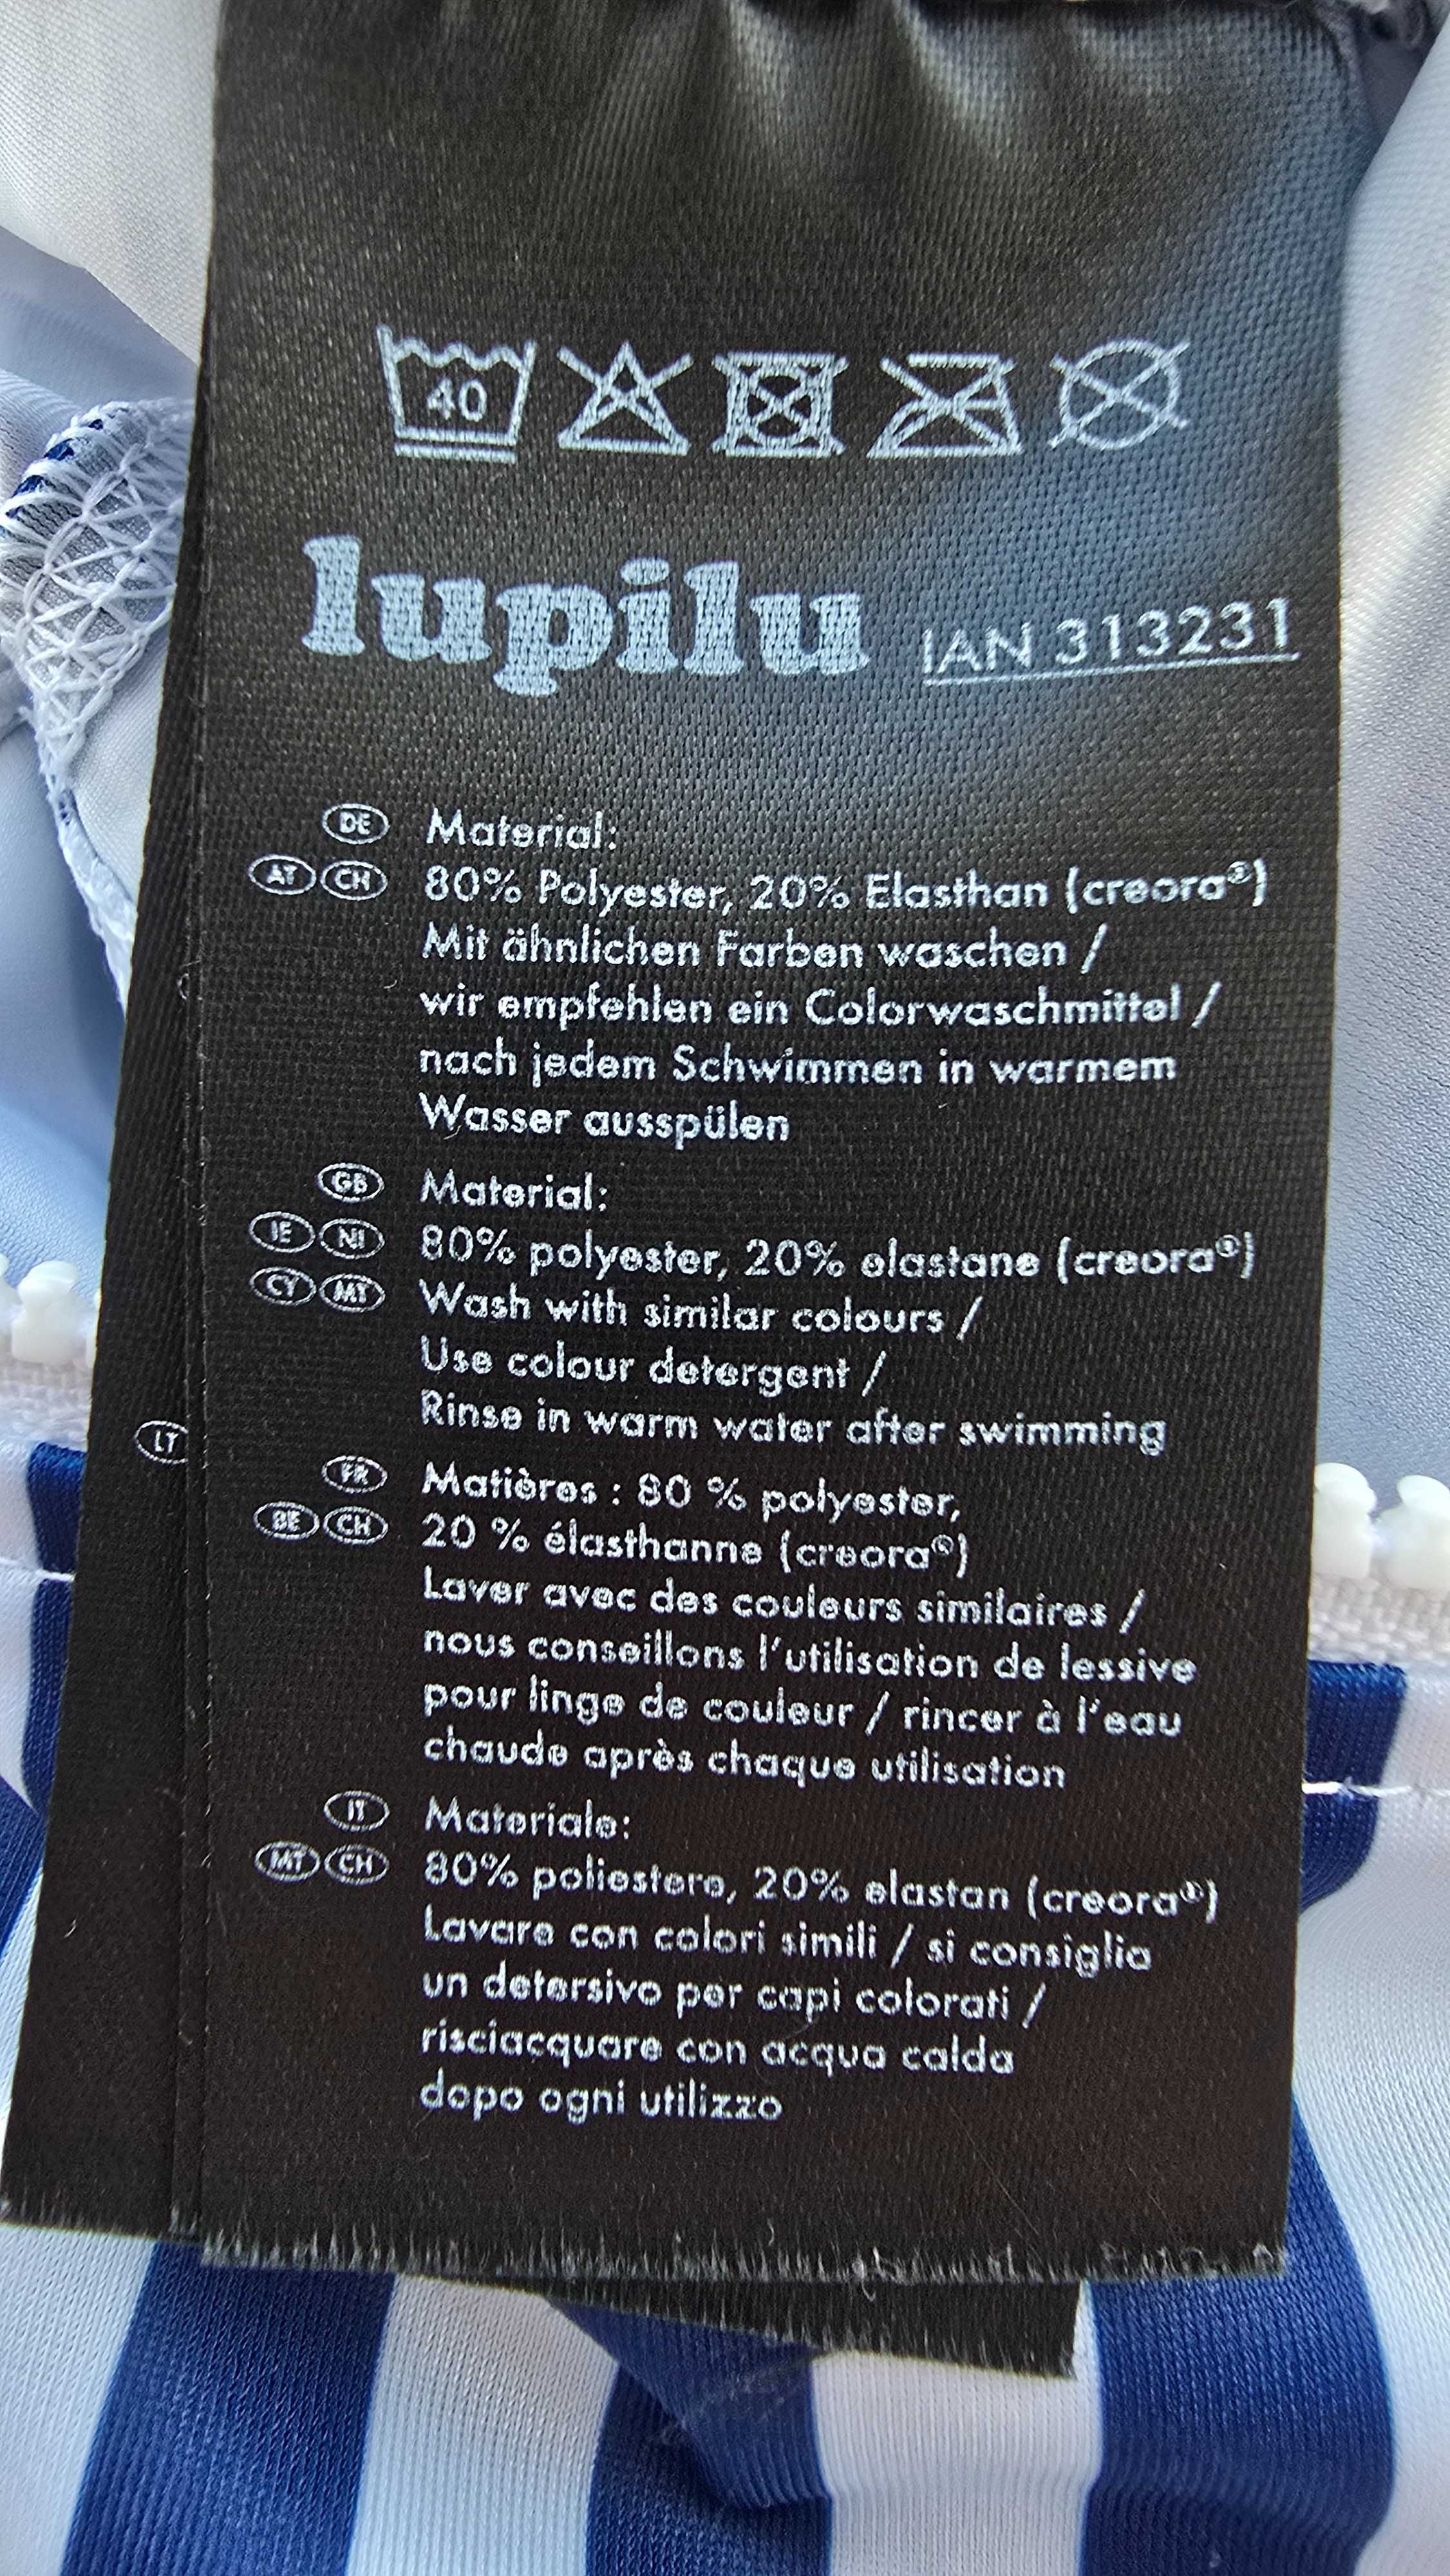 40
lupilu IAN 313231
DE Material:
AT CH 80% Polyester, 20% Elasthan (creora®)
Mit ähnlichen Farben waschen /
wir empfehlen ein Colorwaschmittel /
nach jedem Schwimmen in warmem
Wasser ausspülen
GB Material:
IE NI 80% polyester, 20% elastane (creora®)
CY MT Wash with similar colours /
Use colour detergent /
Rinse in warm water after swimming
LT
FR Matières : 80 % polyester,
BE CH 20 % élasthanne (creora®)
Laver avec des couleurs similaires /
nous conseillons l'utilisation de lessive
pour linge de couleur / rincer à l'eau
chaude après chaque utilisation
IT Materiale:
MT CH 80% poliestere, 20% elastan (creora®)
Lavare con colori simili / si consiglia
un detersivo per capi colorati /
risciacquare con acqua calda
dopo ogni utilizzo